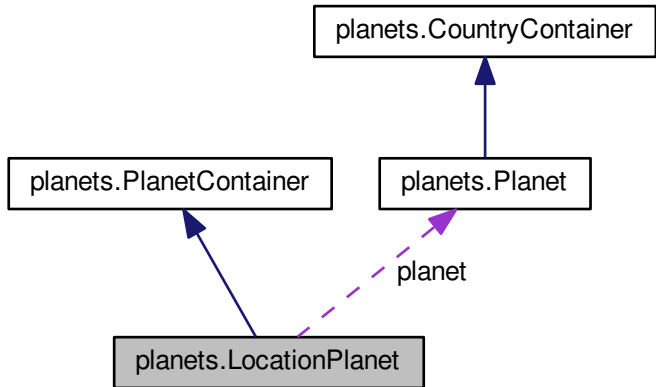 planets.CountryContainer
planets.PlanetContainer
planets.Planet
planet
planets.LocationPlanet